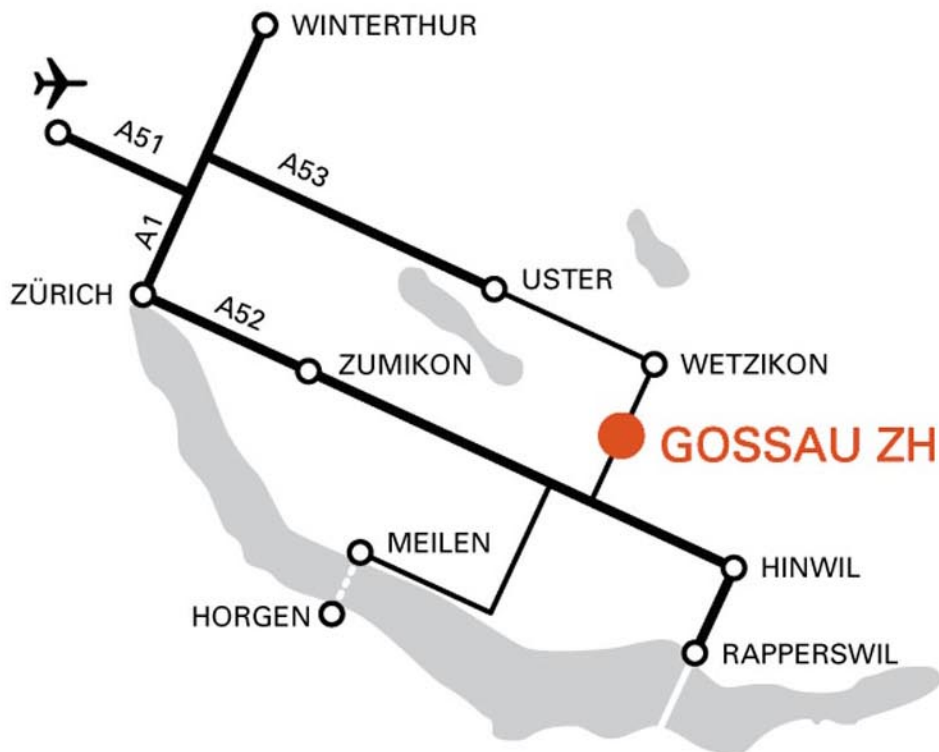 WINTERTHUR
A51
A53
A1
USTER
ZÜRICH
A52
ZUMIKON
WETZIKON
GOSSAU ZH
MEILEN
HINWIL
HORGEN
RAPPERSWIL